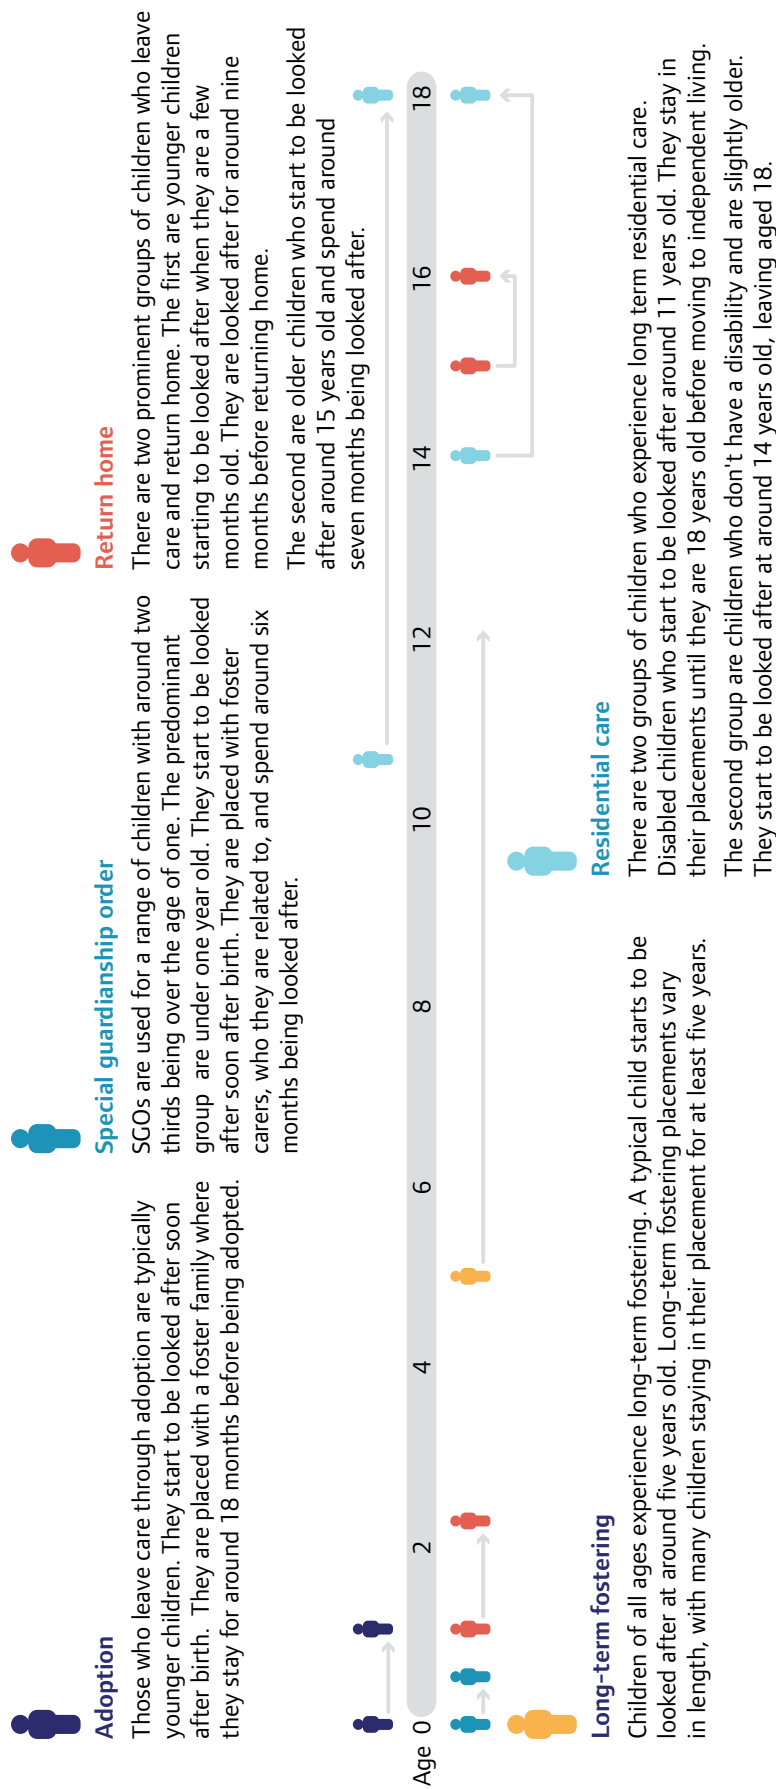 Adoption
Those who leave care through adoption are typically
younger children. They start to be looked after soon
after birth. They are placed with a foster family where
they stay for around 18 months before being adopted.
Special guardianship order
SGOs are used for a range of children with around two
thirds being over the age of one. The predominant
group are under one year old. They start to be looked
after soon after birth. They are placed with foster
carers, who they are related to, and spend around six
months being looked after.
Return home
There are two prominent groups of children who leave
care and return home. The first are younger children
starting to be looked after when they are a few
months old. They are looked after for around nine
months before returning home.
The second are older children who start to be looked
after around 15 years old and spend around
seven months being looked after.
Age 0 2 4 6 8 10 12 14 16 18
Long-term fostering
Children of all ages experience long-term fostering. A typical child starts to be
looked after at around five years old. Long-term fostering placements vary
in length, with many children staying in their placement for at least five years.
Residential care
There are two groups of children who experience long term residential care.
Disabled children who start to be looked after around 11 years old. They stay in
their placements until they are 18 years old before moving to independent living.
The second group are children who don't have a disability and are slightly older.
They start to be looked after at around 14 years old, leaving aged 18.